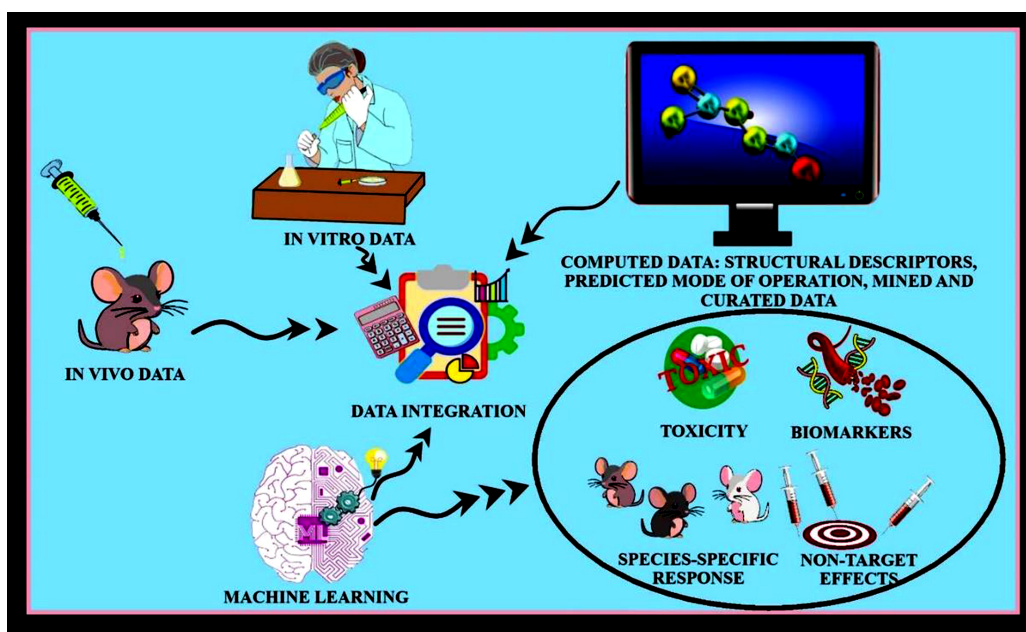 IN VITRO DATA
COMPUTED DATA: STRUCTURAL DESCRIPTORS,
PREDICTED MODE OF OPERATION, MINED AND
CURATED DATA
IN VIVO DATA
DATA INTEGRATION
TOXIC
TOXICITY
BIOMARKERS
ML
MACHINE LEARNING
SPECIES-SPECIFIC
RESPONSE
NON-TARGET
EFFECTS